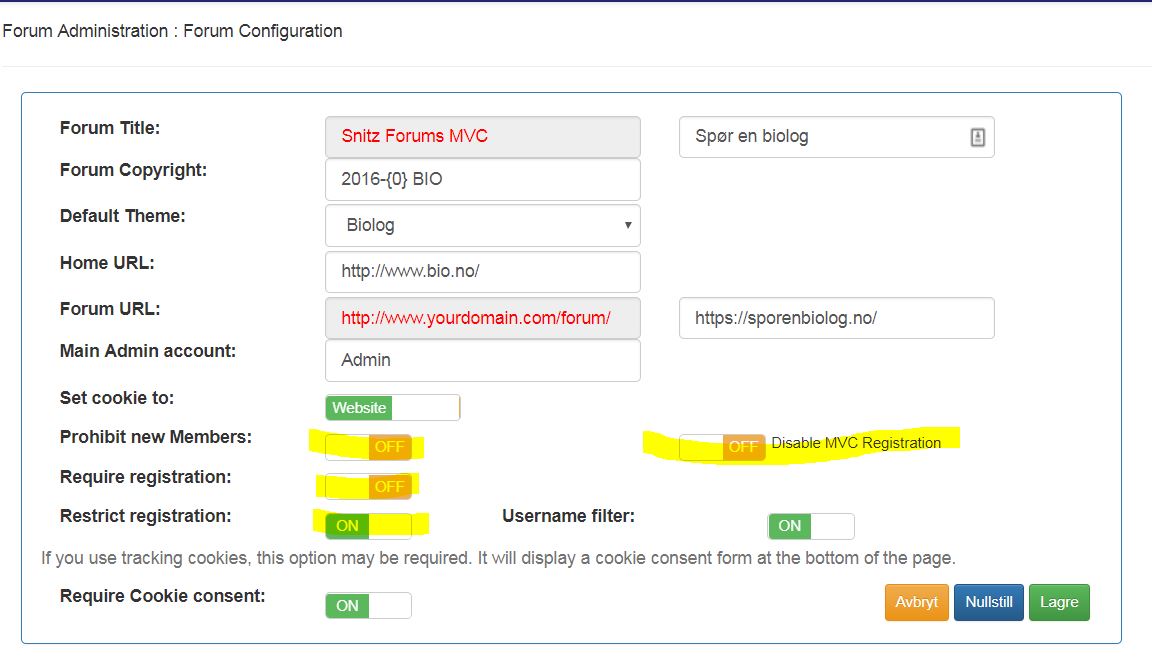 Forum Administration : Forum Configuration
Forum Title: Snitz Forums MVC Spør en biolog
Forum Copyright: 2016-{0} BIO
Default Theme: Biolog
Home URL: http://www.bio.no/
Forum URL: http://www.yourdomain.com/forum/ https://sporenbiolog.no/
Main Admin account: Admin
Set cookie to: Website
Prohibit new Members: OFF OFF Disable MVC Registration
Require registration: OFF
Restrict registration: ON Username filter: ON
If you use tracking cookies, this option may be required. It will display a cookie consent form at the bottom of the page.
Require Cookie consent: ON Avbryt Nullstill Lagre